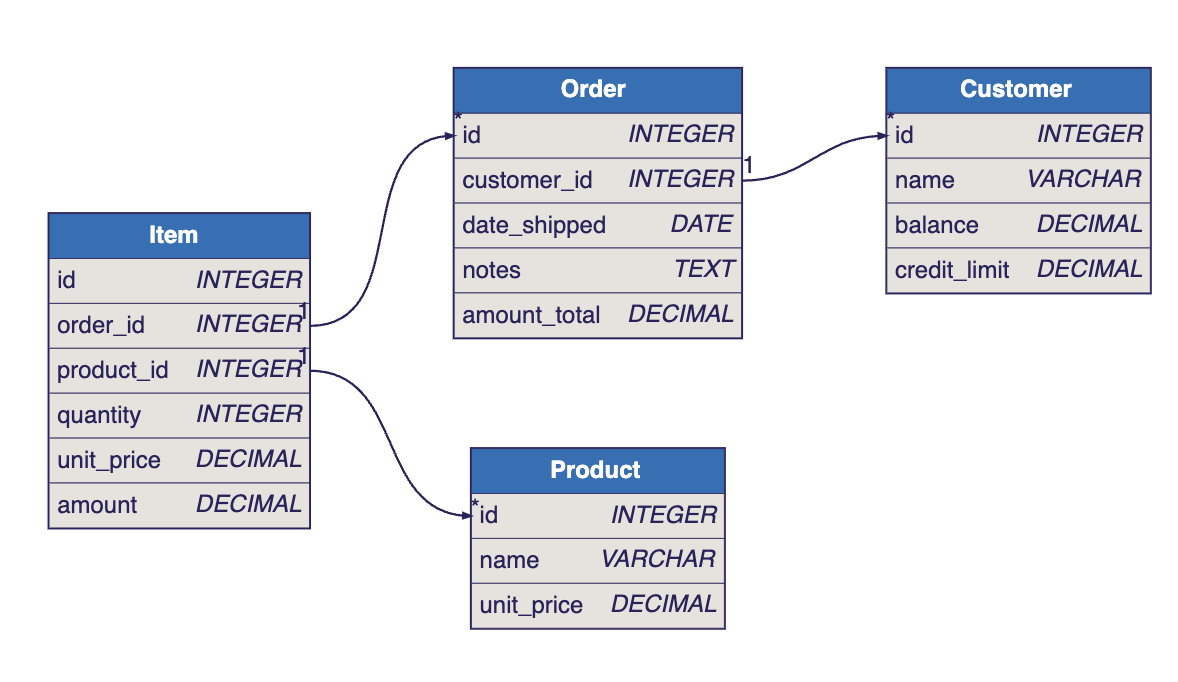 Order
* id INTEGER
customer_id INTEGER 1
date_shipped DATE
notes TEXT
amount_total DECIMAL
Customer
* id INTEGER
name VARCHAR
balance DECIMAL
credit_limit DECIMAL
Item
id INTEGER
order_id INTEGER 1
product_id INTEGER 1
quantity INTEGER
unit_price DECIMAL
amount DECIMAL
Product
* id INTEGER
name VARCHAR
unit_price DECIMAL